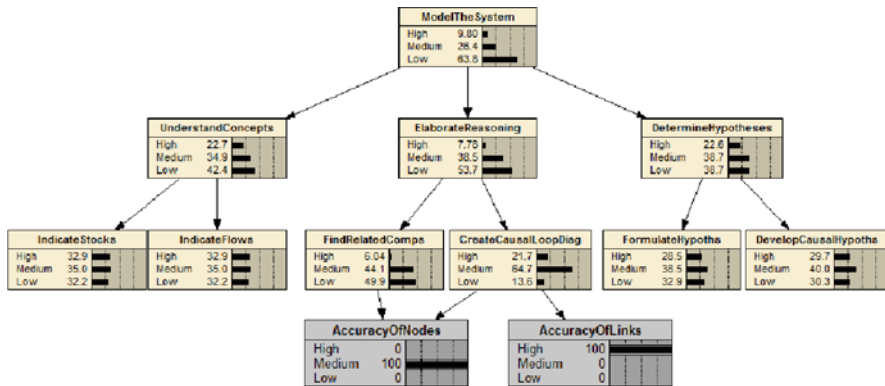 ModelTheSystem
High 9.80
Medium 28.4
Low 63.8
UnderstandConcepts
High 22.7
Medium 34.9
Low 42.4
ElaborateReasoning
High 7.78
Medium 38.5
Low 53.7
DetermineHypotheses
High 22.6
Medium 38.7
Low 38.7
IndicateStocks
High 32.9
Medium 35.0
Low 32.2
IndicateFlows
High 32.9
Medium 35.0
Low 32.2
FindRelatedComps
High 6.04
Medium 44.1
Low 49.9
CreateCausalLoopDiag
High 21.7
Medium 64.7
Low 13.6
FormulateHypoths
High 28.5
Medium 38.5
Low 32.9
DevelopCausalHypoths
High 29.7
Medium 40.0
Low 30.3
AccuracyOfNodes
High 0
Medium 100
Low 0
AccuracyOfLinks
High 100
Medium 0
Low 0